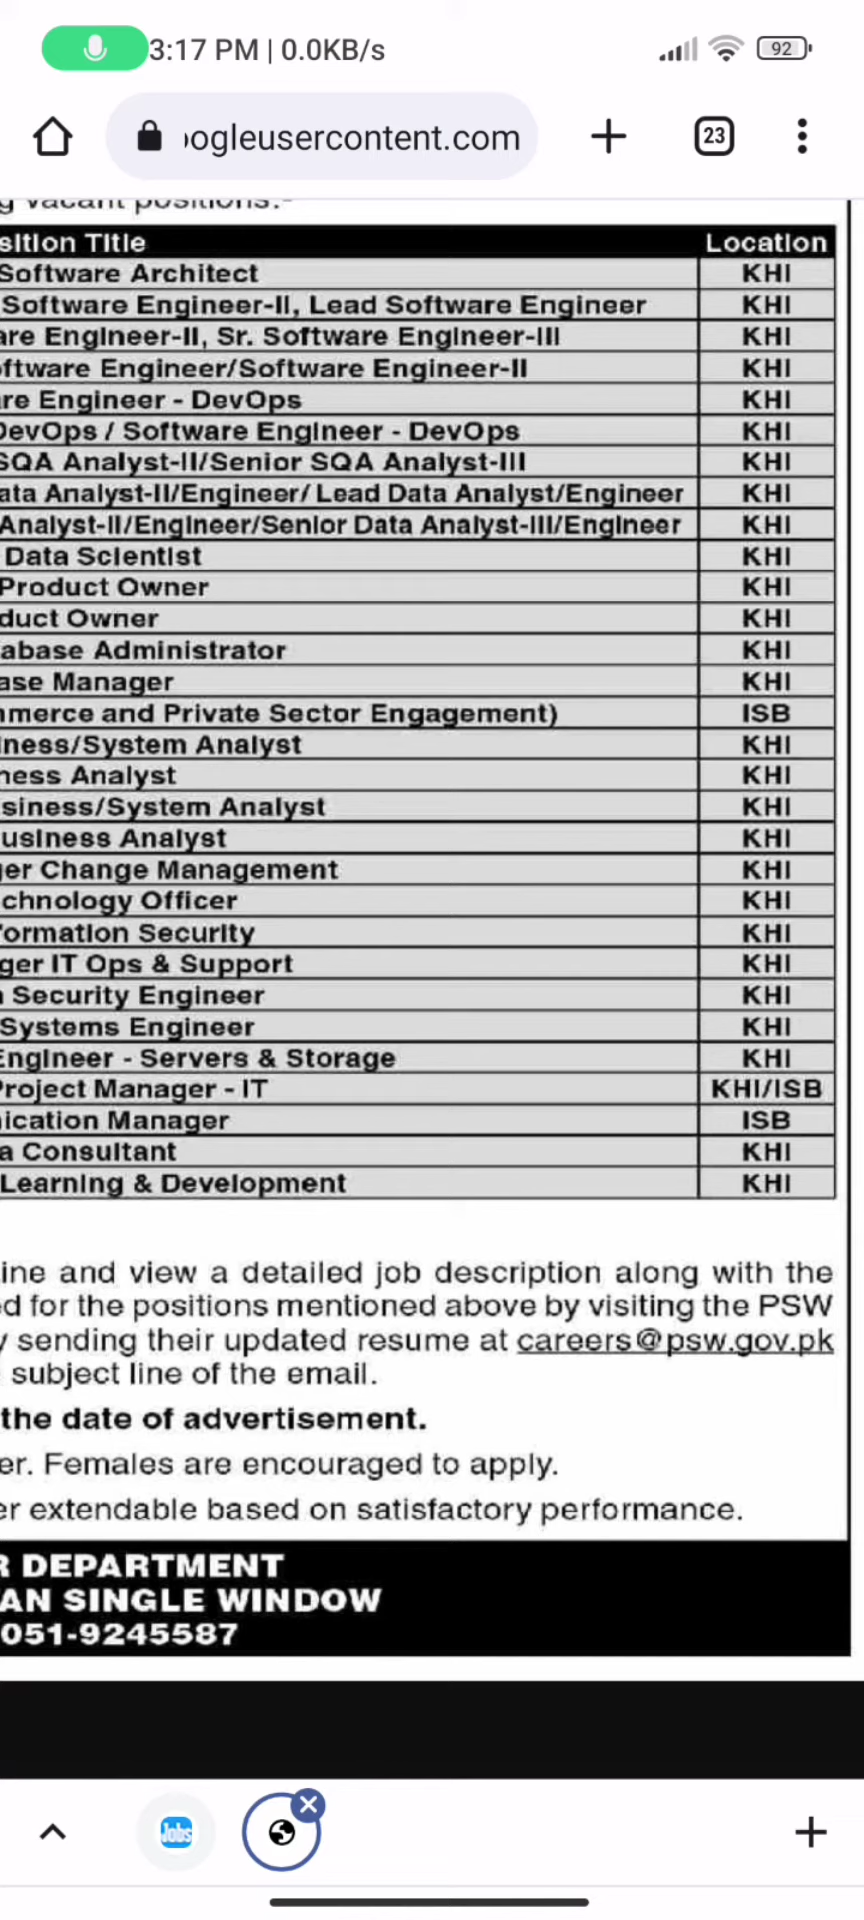 3:17 PM | 0.0KB/s
92
ogleusercontent.com
23
g vacant positions:-
sition Title Location
Software Architect KHI
Software Engineer-II, Lead Software Engineer KHI
are Engineer-II, Sr. Software Engineer-III KHI
oftware Engineer/Software Engineer-II KHI
re Engineer - DevOps KHI
DevOps / Software Engineer - DevOps KHI
SQA Analyst-II/Senior SQA Analyst-III KHI
ata Analyst-II/Engineer/ Lead Data Analyst/Engineer KHI
Analyst-II/Engineer/Senior Data Analyst-III/Engineer KHI
Data Scientist KHI
Product Owner KHI
duct Owner KHI
abase Administrator KHI
ase Manager KHI
mmerce and Private Sector Engagement) ISB
iness/System Analyst KHI
ness Analyst KHI
siness/System Analyst KHI
usiness Analyst KHI
ger Change Management KHI
chnology Officer KHI
formation Security KHI
ger IT Ops & Support KHI
n Security Engineer KHI
Systems Engineer KHI
Engineer - Servers & Storage KHI
Project Manager - IT KHI/ISB
ication Manager ISB
a Consultant KHI
Learning & Development KHI
ine and view a detailed job description along with the
ed for the positions mentioned above by visiting the PSW
y sending their updated resume at careers@psw.gov.pk
subject line of the email.
the date of advertisement.
er. Females are encouraged to apply.
er extendable based on satisfactory performance.
R DEPARTMENT
AN SINGLE WINDOW
051-9245587
Jobs